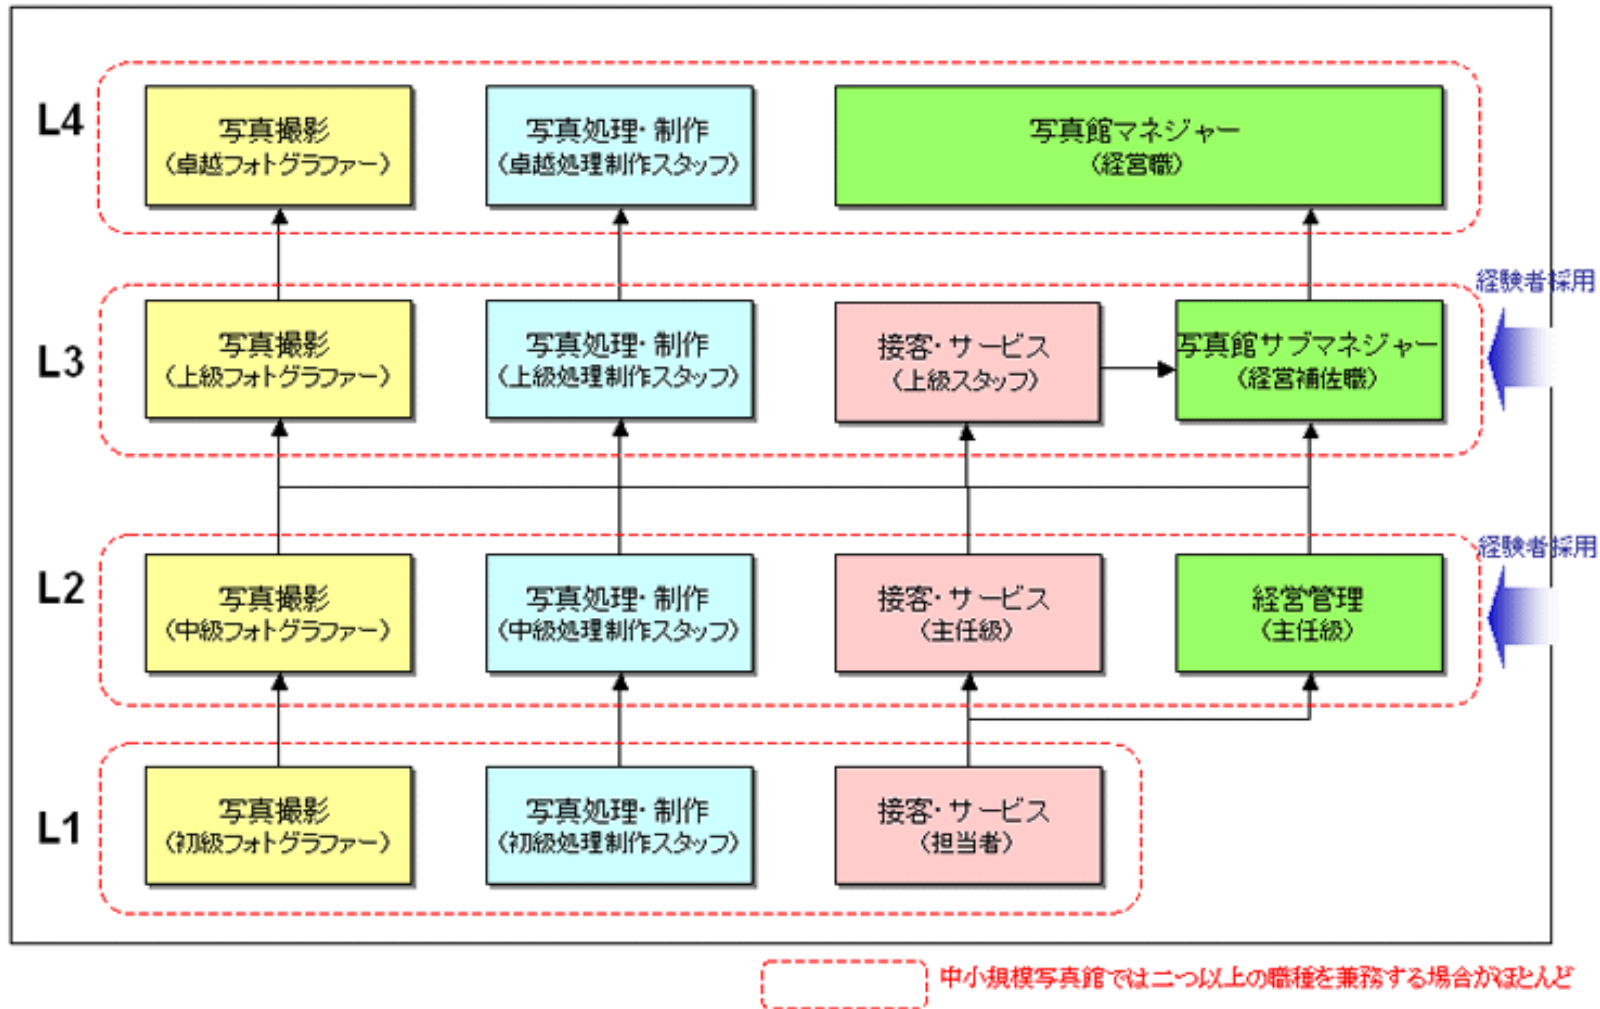 L4
写真撮影
（卓越フォトグラファー）
写真処理・制作
（卓越処理制作スタッフ）
写真館マネジャー
（経営職）
経験者採用
L3
写真撮影
（上級フォトグラファー）
写真処理・制作
（上級処理制作スタッフ）
接客・サービス
（上級スタッフ）
写真館サブマネジャー
（経営補佐職）
経験者採用
L2
写真撮影
（中級フォトグラファー）
写真処理・制作
（中級処理制作スタッフ）
接客・サービス
（主任級）
経営管理
（主任級）
L1
写真撮影
（初級フォトグラファー）
写真処理・制作
（初級処理制作スタッフ）
接客・サービス
（担当者）
中小規模写真館では二つ以上の職種を兼務する場合がほとんど